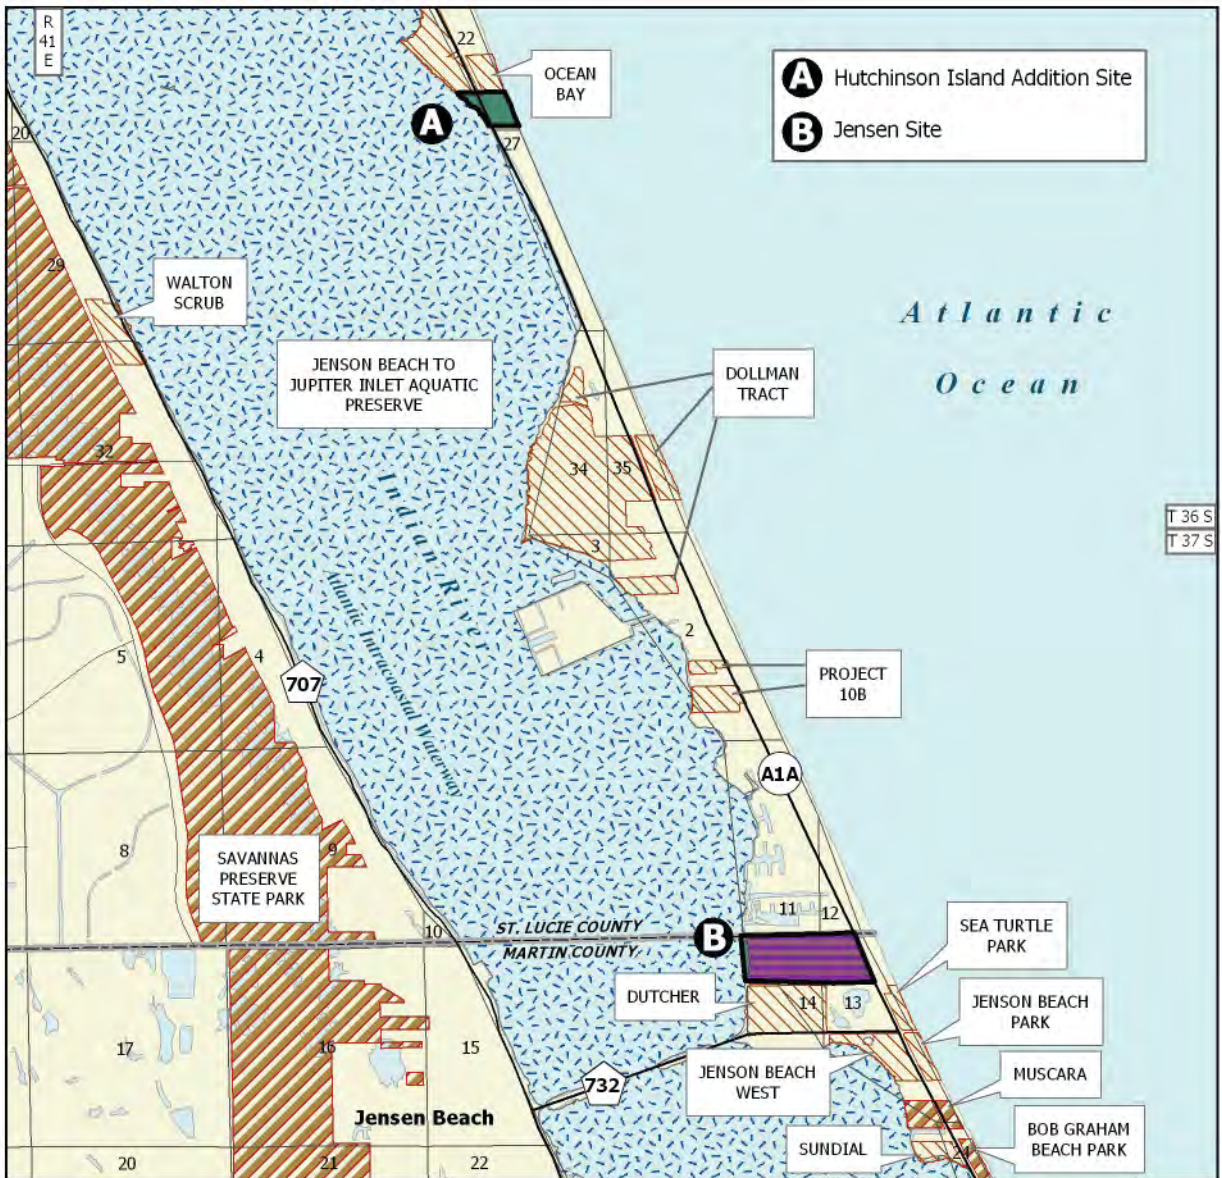 R
41
E
22
OCEAN
BAY
A Hutchinson Island Addition Site
B Jensen Site
A
20
27
29
WALTON
SCRUB
JENSON BEACH TO
JUPITER INLET AQUATIC
PRESERVE
Atlantic
Ocean
DOLLMAN
TRACT
32
34
35
Indian River
T 36 S
T 37 S
3
Atlantic Intracoastal Waterway
2
5
4
707
PROJECT
10B
A1A
8
9
SAVANNAS
PRESERVE
STATE PARK
11
12
10
ST. LUCIE COUNTY
MARTIN COUNTY
B
SEA TURTLE
PARK
DUTCHER
14
13
JENSON BEACH
PARK
17
16
15
JENSON BEACH
WEST
MUSCARA
732
Jensen Beach
SUNDIAL
BOB GRAHAM
BEACH PARK
24
20
21
22